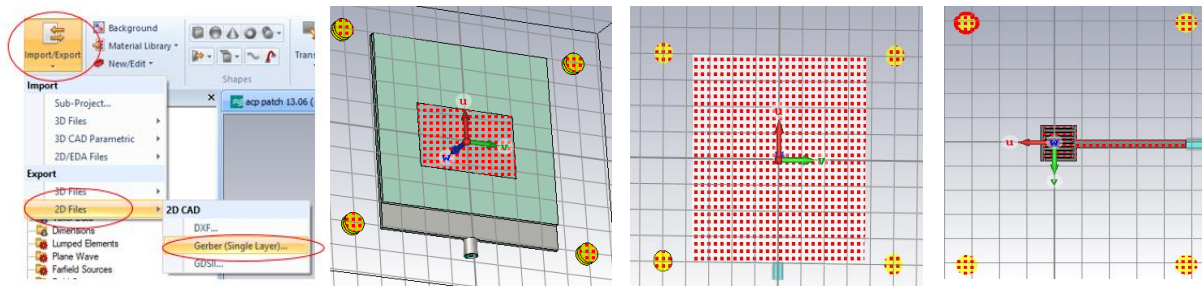 Background
Material Library
New/Edit
Import/Export
Trans
Shapes
Import
Sub-Project...
3D Files
3D CAD Parametric
2D/EDA Files
Export
3D Files
2D Files
acp patch 13.06 (
2D CAD
DXF...
Gerber (Single Layer)...
GDSII...
Dimensions
Lumped Elements
Plane Wave
Farfield Sources
u
v
w
u
v
u
w
v